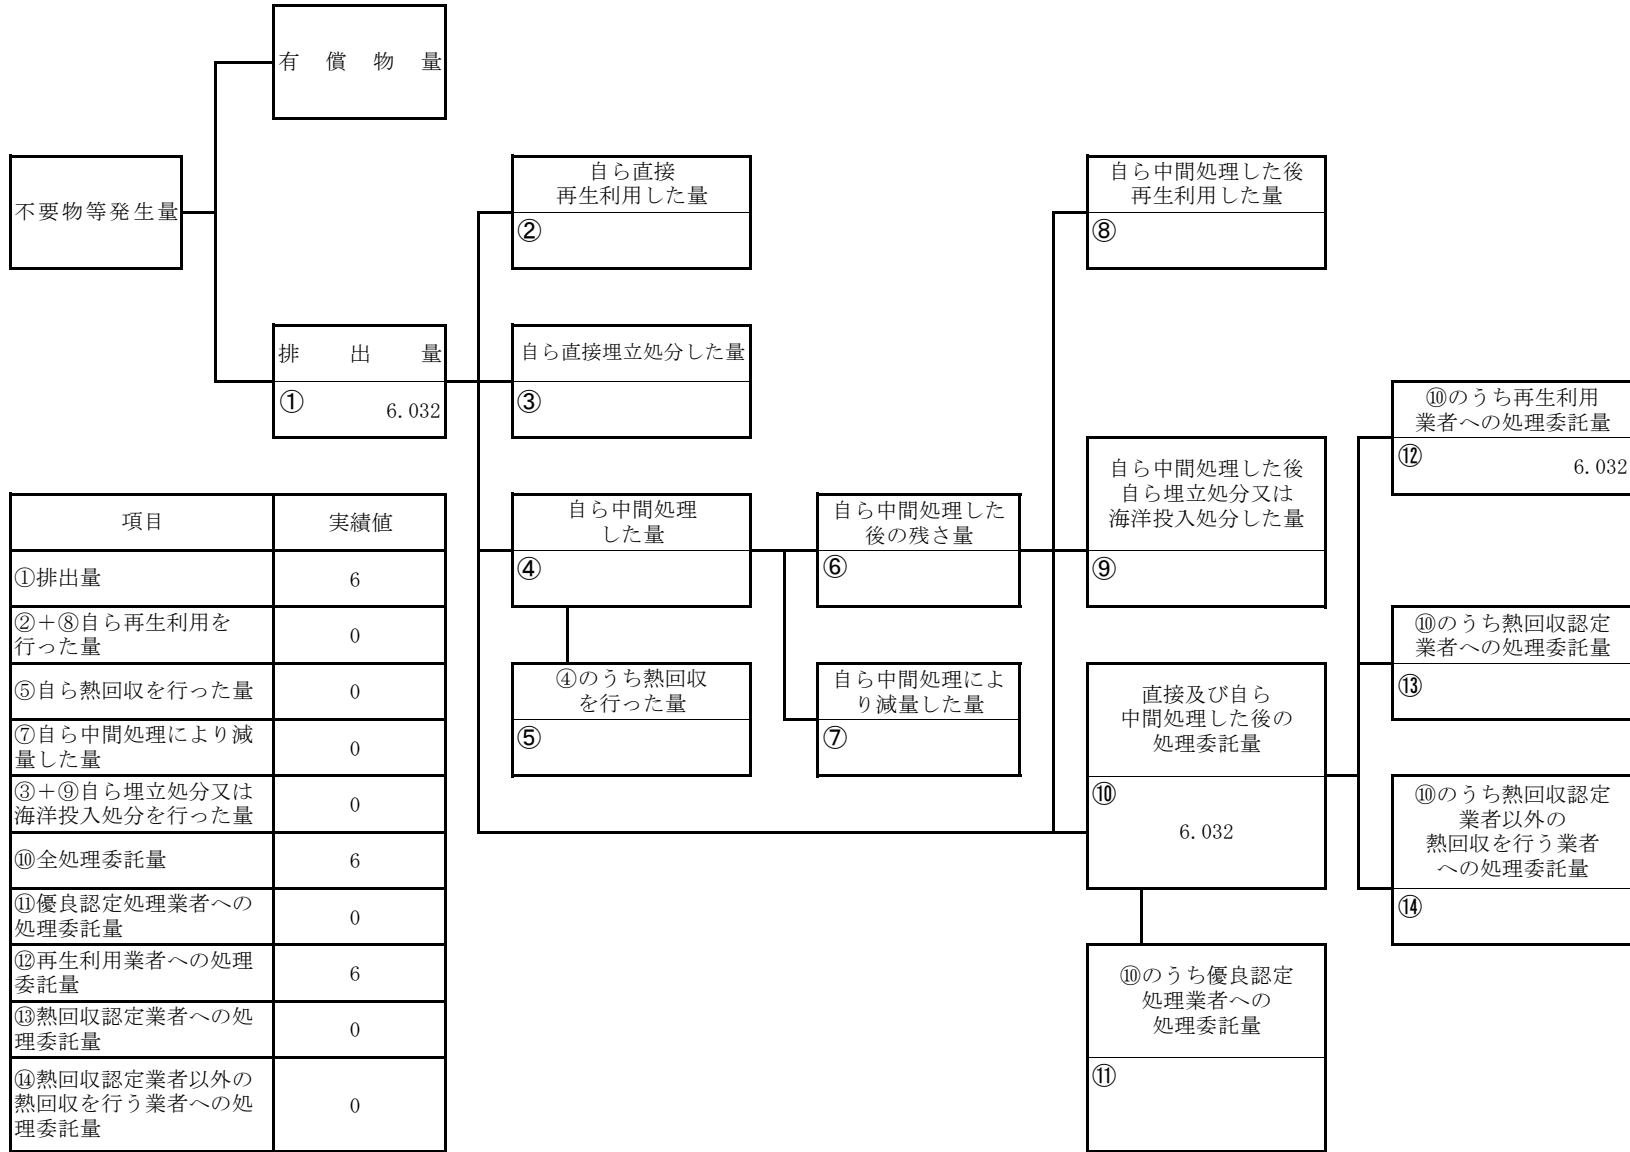 有償物量
不要物等発生量
自ら直接
再生利用した量
②
自ら中間処理した後
再生利用した量
⑧
排出量
①
6.032
自ら直接埋立処分した量
③
⑩のうち再生利用
業者への処理委託量
⑫
6.032
自ら中間処理
した量
④
自ら中間処理した
後の残さ量
⑥
自ら中間処理した後
自ら埋立処分又は
海洋投入処分した量
⑨
④のうち熱回収
を行った量
⑤
自ら中間処理によ
り減量した量
⑦
直接及び自ら
中間処理した後の
処理委託量
⑩
6.032
⑩のうち熱回収認定
業者への処理委託量
⑬
⑩のうち熱回収認定
業者以外の
熱回収を行う業者
への処理委託量
⑭
⑩のうち優良認定
処理業者への
処理委託量
⑪
項目 実績値
①排出量 6
②+⑧自ら再生利用を
行った量 0
⑤自ら熱回収を行った量 0
⑦自ら中間処理により減
量した量 0
③+⑨自ら埋立処分又は
海洋投入処分を行った量 0
⑩全処理委託量 6
⑪優良認定処理業者への
処理委託量 0
⑫再生利用業者への処理
委託量 6
⑬熱回収認定業者への処
理委託量 0
⑭熱回収認定業者以外の
熱回収を行う業者への処
理委託量 0